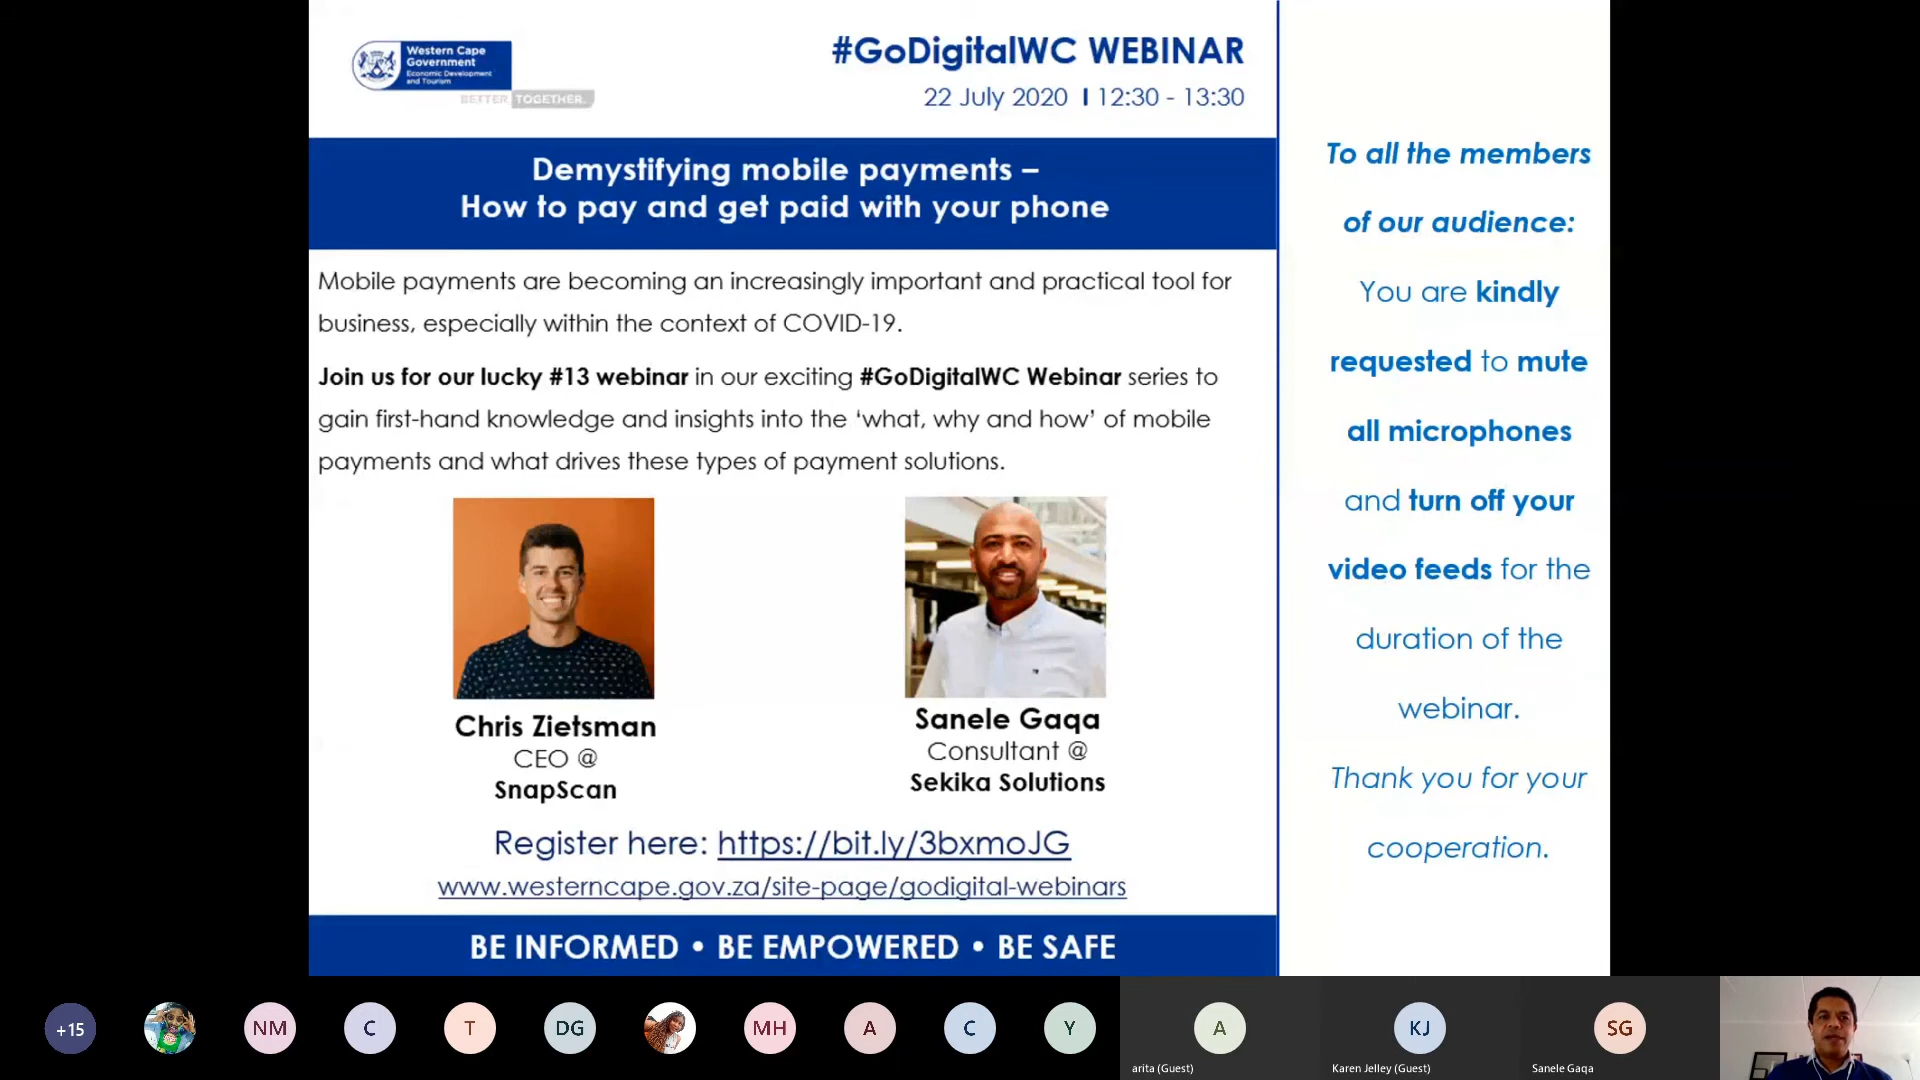 Western Cape
Government
Economic Development
and Tourism
BETTER TOGETHER.
#GoDigitalWC WEBINAR
22 July 2020 I 12:30 - 13:30
Demystifying mobile payments –
How to pay and get paid with your phone
Mobile payments are becoming an increasingly important and practical tool for
business, especially within the context of COVID-19.
Join us for our lucky #13 webinar in our exciting #GoDigitalWC Webinar series to
gain first-hand knowledge and insights into the ‘what, why and how’ of mobile
payments and what drives these types of payment solutions.
Chris Zietsman
CEO @
SnapScan
Sanele Gaqa
Consultant @
Sekika Solutions
Register here: https://bit.ly/3bxmoJG
www.westerncape.gov.za/site-page/godigital-webinars
BE INFORMED • BE EMPOWERED • BE SAFE
To all the members
of our audience:
You are kindly
requested to mute
all microphones
and turn off your
video feeds for the
duration of the
webinar.
Thank you for your
cooperation.
+15
NM
C
T
DG
MH
A
C
Y
A
arita (Guest)
KJ
Karen Jelley (Guest)
SG
Sanele Gaqa